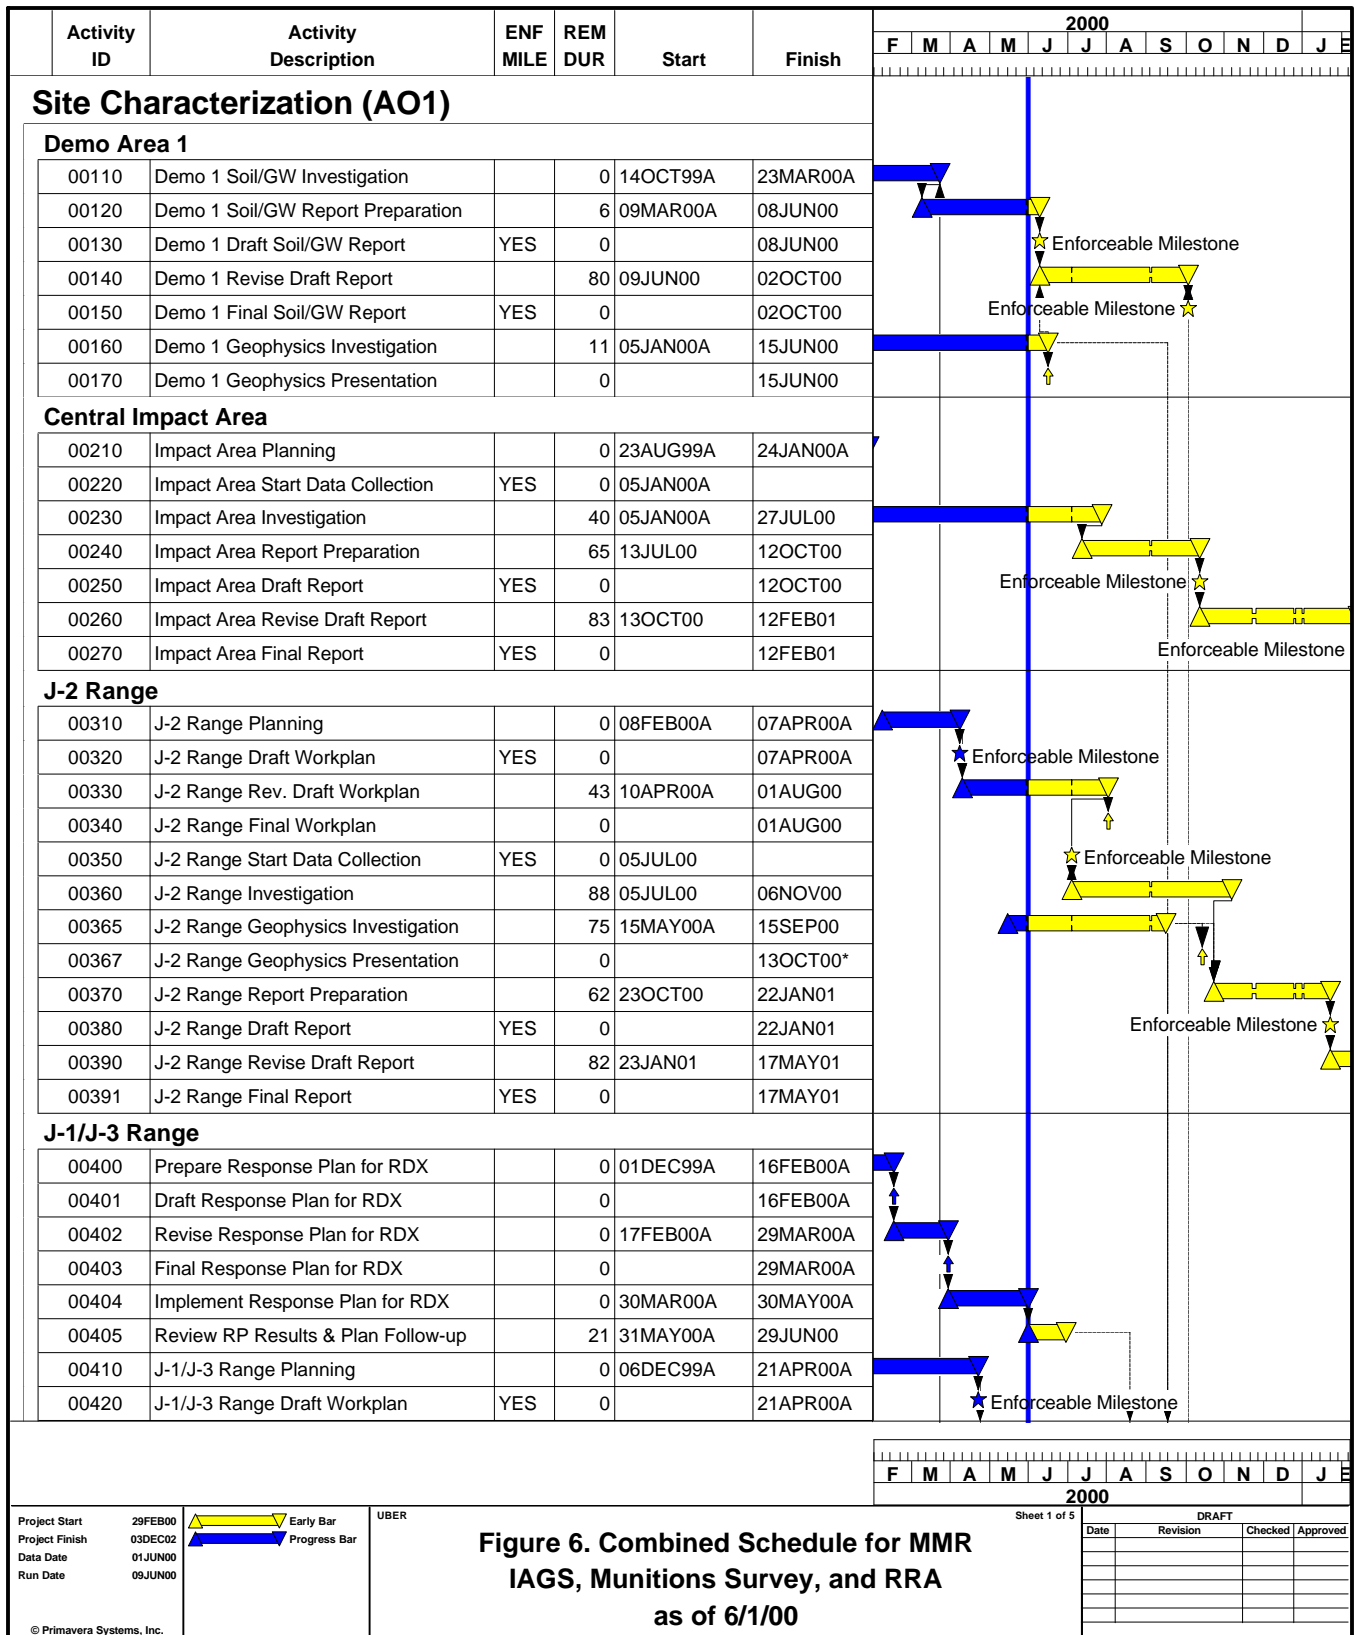 Activity ID Activity Description ENF MILE REM DUR Start Finish
2000
F M A M J J A S O N D J
Site Characterization (AO1)
Demo Area 1
00110 Demo 1 Soil/GW Investigation 0 14OCT99A 23MAR00A
00120 Demo 1 Soil/GW Report Preparation 6 09MAR00A 08JUN00
00130 Demo 1 Draft Soil/GW Report YES 0 08JUN00 Enforceable Milestone
00140 Demo 1 Revise Draft Report 80 09JUN00 02OCT00
00150 Demo 1 Final Soil/GW Report YES 0 02OCT00 Enforceable Milestone
00160 Demo 1 Geophysics Investigation 11 05JAN00A 15JUN00
00170 Demo 1 Geophysics Presentation 0 15JUN00
Central Impact Area
00210 Impact Area Planning 0 23AUG99A 24JAN00A
00220 Impact Area Start Data Collection YES 0 05JAN00A
00230 Impact Area Investigation 40 05JAN00A 27JUL00
00240 Impact Area Report Preparation 65 13JUL00 12OCT00
00250 Impact Area Draft Report YES 0 12OCT00 Enforceable Milestone
00260 Impact Area Revise Draft Report 83 13OCT00 12FEB01
00270 Impact Area Final Report YES 0 12FEB01 Enforceable Milestone
J-2 Range
00310 J-2 Range Planning 0 08FEB00A 07APR00A
00320 J-2 Range Draft Workplan YES 0 07APR00A Enforceable Milestone
00330 J-2 Range Rev. Draft Workplan 43 10APR00A 01AUG00
00340 J-2 Range Final Workplan 0 01AUG00
00350 J-2 Range Start Data Collection YES 0 05JUL00 Enforceable Milestone
00360 J-2 Range Investigation 88 05JUL00 06NOV00
00365 J-2 Range Geophysics Investigation 75 15MAY00A 15SEP00
00367 J-2 Range Geophysics Presentation 0 13OCT00*
00370 J-2 Range Report Preparation 62 23OCT00 22JAN01
00380 J-2 Range Draft Report YES 0 22JAN01 Enforceable Milestone
00390 J-2 Range Revise Draft Report 82 23JAN01 17MAY01
00391 J-2 Range Final Report YES 0 17MAY01
J-1/J-3 Range
00400 Prepare Response Plan for RDX 0 01DEC99A 16FEB00A
00401 Draft Response Plan for RDX 0 16FEB00A
00402 Revise Response Plan for RDX 0 17FEB00A 29MAR00A
00403 Final Response Plan for RDX 0 29MAR00A
00404 Implement Response Plan for RDX 0 30MAR00A 30MAY00A
00405 Review RP Results & Plan Follow-up 21 31MAY00A 29JUN00
00410 J-1/J-3 Range Planning 0 06DEC99A 21APR00A
00420 J-1/J-3 Range Draft Workplan YES 0 21APR00A Enforceable Milestone
F M A M J J A S O N D J
2000
Project Start 29FEB00
Project Finish 03DEC02
Data Date 01JUN00
Run Date 09JUN00
© Primavera Systems, Inc.
Early Bar
Progress Bar
UBER
Figure 6. Combined Schedule for MMR
IAGS, Munitions Survey, and RRA
as of 6/1/00
Sheet 1 of 5
DRAFT
Date Revision Checked Approved